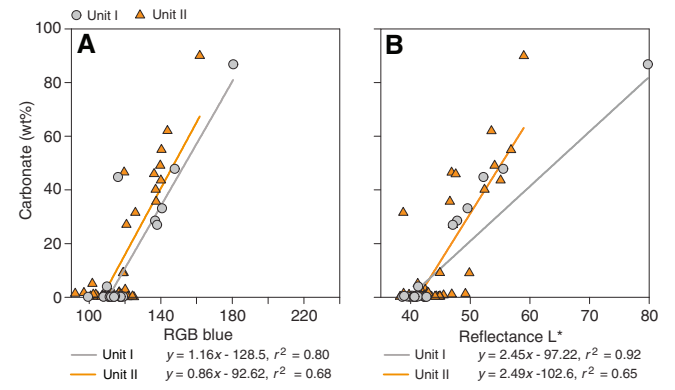 Unit I Unit II
A B
Carbonate (wt%)
100
80
60
40
20
0
100 140 180 220
40 50 60 70 80
RGB blue
Reflectance L*
Unit I y = 1.16x - 128.5, r² = 0.80
Unit II y = 0.86x - 92.62, r² = 0.68
Unit I y = 2.45x - 97.22, r² = 0.92
Unit II y = 2.49x -102.6, r² = 0.65